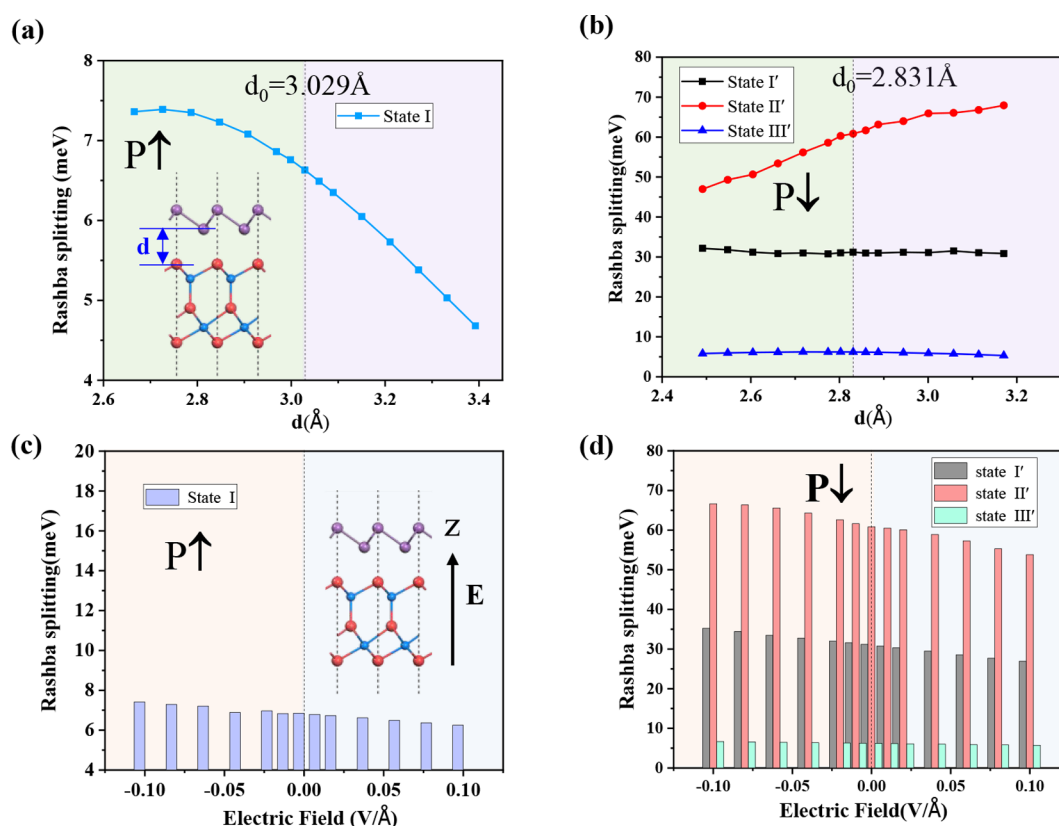 (a)
8
7
6
5
4
Rashba splitting (meV)
d₀=3.029Å
State I
P↑
d
2.6 2.8 3.0 3.2 3.4
d(Å)
(b)
80
70
60
50
40
30
20
10
0
Rashba splitting(meV)
State I′
State II′
State III′
d₀=2.831Å
P↓
2.4 2.6 2.8 3.0 3.2
d(Å)
(c)
20
18
16
14
12
10
8
6
4
Rashba splitting(meV)
State I
P↑
Z
E
-0.10 -0.05 0.00 0.05 0.10
Electric Field (V/Å)
(d)
80
70
60
50
40
30
20
10
0
Rashba splitting(meV)
P↓
state I′
state II′
state III′
-0.10 -0.05 0.00 0.05 0.10
Electric Field(V/Å)